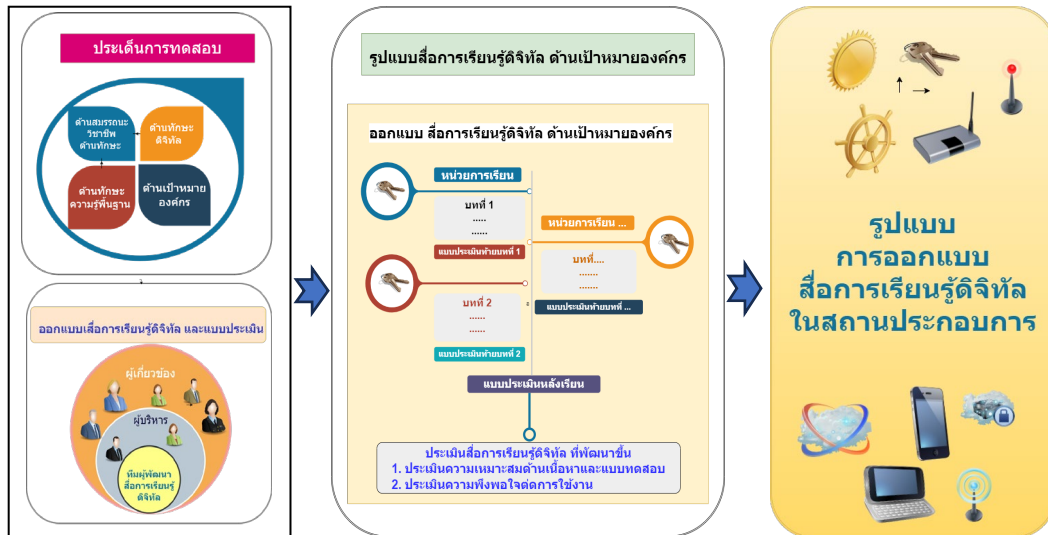 ประเด็นการทดสอบ
ด้านสมรรถนะ
วิชาชีพ
ด้านทักษะ
ด้านทักษะ
ดิจิทัล
ด้านทักษะ
ความรู้พื้นฐาน
ด้านเป้าหมาย
องค์กร
ออกแบบเสื่อการเรียนรู้ดิจิทัล และแบบประเมิน
ผู้เกี่ยวข้อง
ผู้บริหาร
ทีมผู้พัฒนา
สื่อการเรียนรู้
ดิจิทัล
รูปแบบสื่อการเรียนรู้ดิจิทัล ด้านเป้าหมายองค์กร
ออกแบบ สื่อการเรียนรู้ดิจิทัล ด้านเป้าหมายองค์กร
หน่วยการเรียน
บทที่ 1
.....
......
แบบประเมินท้ายบทที่ 1
หน่วยการเรียน ...
บทที่....
.......
.......
แบบประเมินท้ายบทที่ ...
บทที่ 2
......
......
แบบประเมินท้ายบทที่ 2
แบบประเมินหลังเรียน
ประเมินสื่อการเรียนรู้ดิจิทัล ที่พัฒนาขึ้น
1. ประเมินความเหมาะสมด้านเนื้อหาและแบบทดสอบ
2. ประเมินความพึงพอใจต่อการใช้งาน
รูปแบบ
การออกแบบ
สื่อการเรียนรู้ดิจิทัล
ในสถานประกอบการ